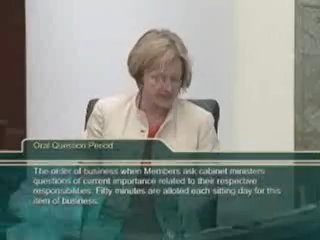 Oral Question Period
The order of business when Members ask cabinet ministers
questions of current importance related to their respective
responsibilities. Fifty minutes are alloted each sitting day for this
item of business.